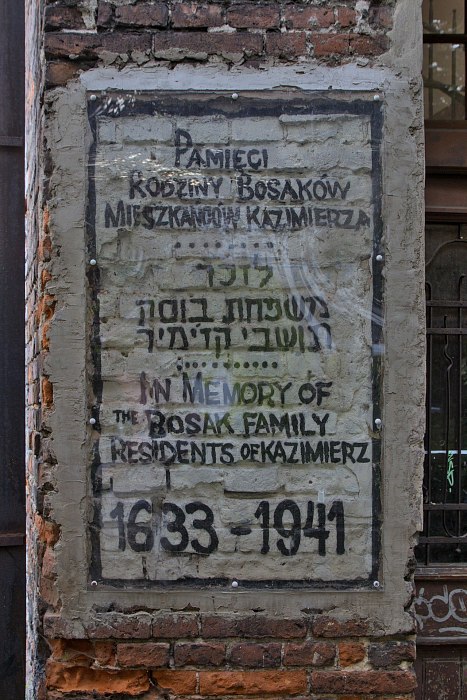 PAMIĘCI
RODZINY BOSAKÓW
MIESZKAŃCÓW KAZIMIERZA
לזכר
משפחת בוסק
תושבי קדימיר
IN MEMORY OF
THE BOSAK FAMILY
RESIDENTS OF KAZIMIERZ
1633-1941